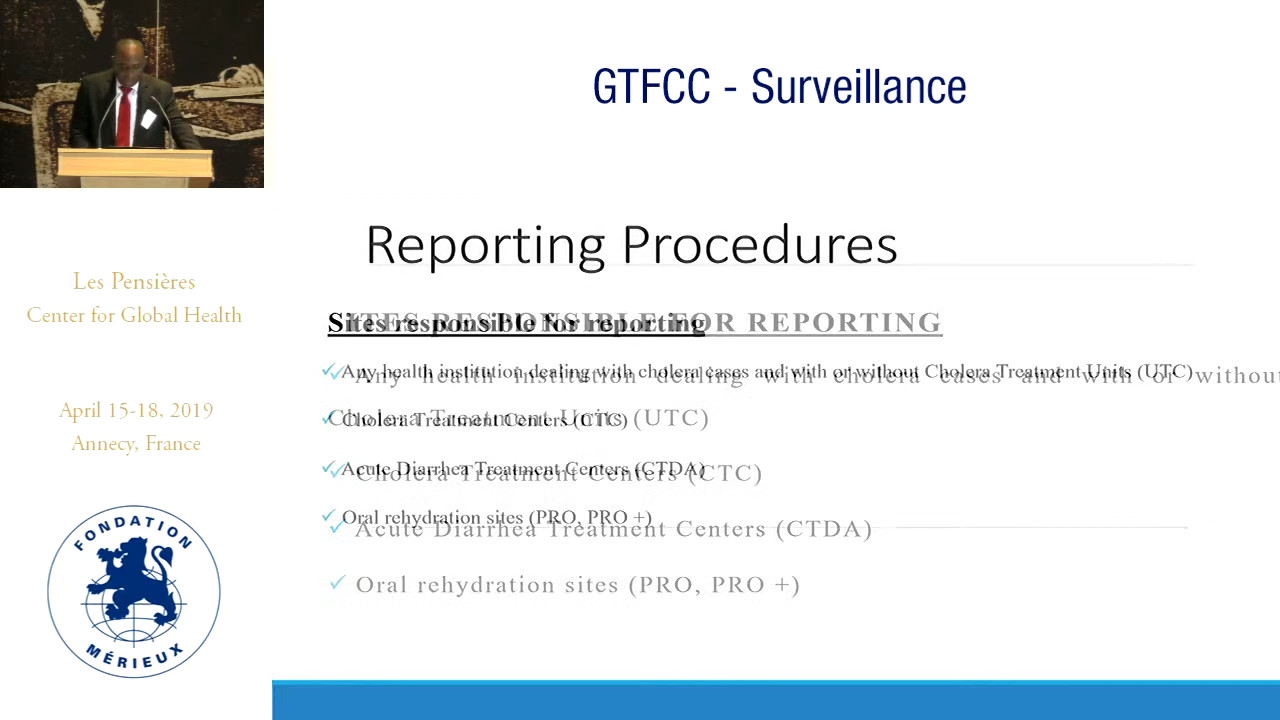 GTFCC - Surveillance
Les Pensières
Center for Global Health
April 15-18, 2019
Annecy, France
FONDATION
MÉRIEUX
Reporting Procedures
Sites responsible for reporting
SITES RESPONSIBLE FOR REPORTING
✓ Any health institution dealing with cholera cases and with or without Cholera Treatment Units (UTC)
✓ Any health institution dealing with cholera cases and with or without
Cholera Treatment Units (UTC)
✓ Cholera Treatment Centers (CTC)
✓ Cholera Treatment Centers (CTC)
✓ Acute Diarrhea Treatment Centers (CTDA)
✓ Acute Diarrhea Treatment Centers (CTDA)
✓ Oral rehydration sites (PRO, PRO +)
✓ Oral rehydration sites (PRO, PRO +)